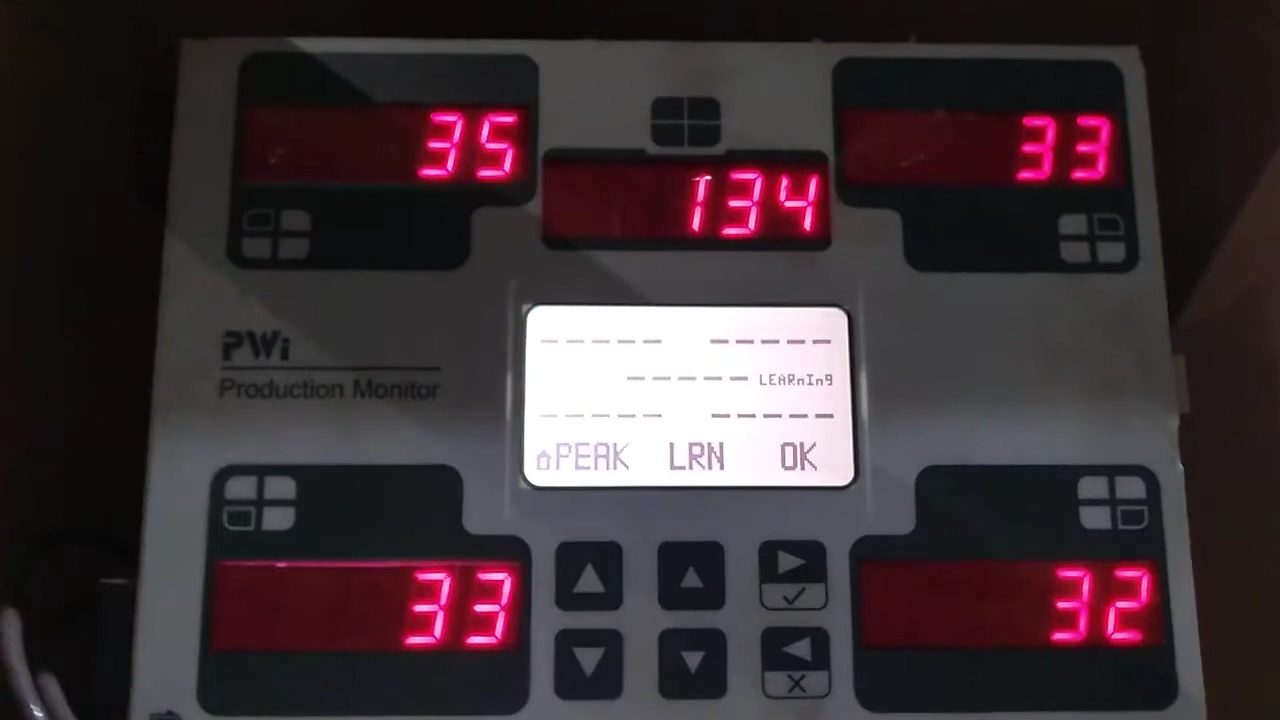 35
33
134
PWi
Production Monitor
----- -----
----- LEARnIng
----- -----
PEAK LRN OK
33
32